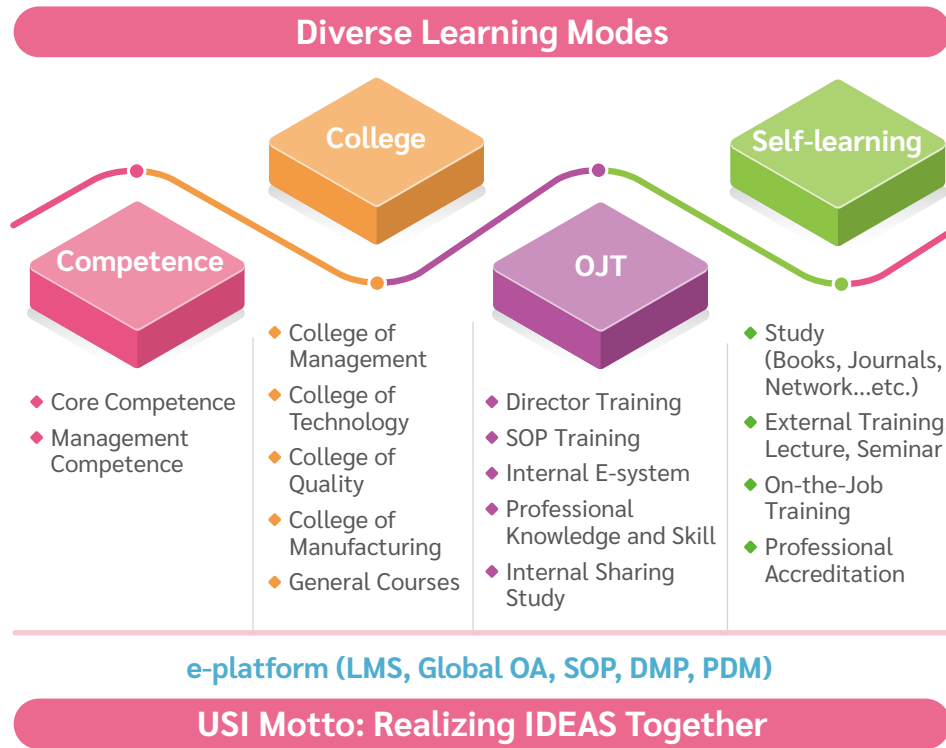 Diverse Learning Modes
Competence
Core Competence
Management
Competence
College
College of
Management
College of
Technology
College of
Quality
College of
Manufacturing
General Courses
OJT
Director Training
SOP Training
Internal E-system
Professional
Knowledge and Skill
Internal Sharing
Study
Self-learning
Study
(Books, Journals,
Network...etc.)
External Training
Lecture, Seminar
On-the-Job
Training
Professional
Accreditation
e-platform (LMS, Global OA, SOP, DMP, PDM)
USI Motto: Realizing IDEAS Together